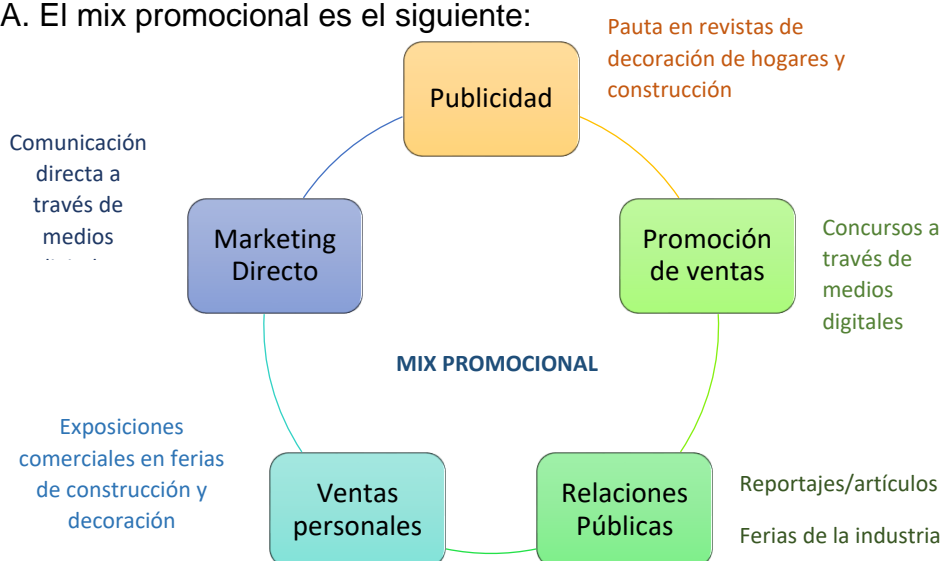 A. El mix promocional es el siguiente:
Pauta en revistas de
decoración de hogares y
construcción
Publicidad
Comunicación
directa a
través de
medios
Marketing
Directo
Promoción
de ventas
Concursos a
través de
medios
digitales
MIX PROMOCIONAL
Exposiciones
comerciales en ferias
de construcción y
decoración
Ventas
personales
Relaciones
Públicas
Reportajes/artículos
Ferias de la industria